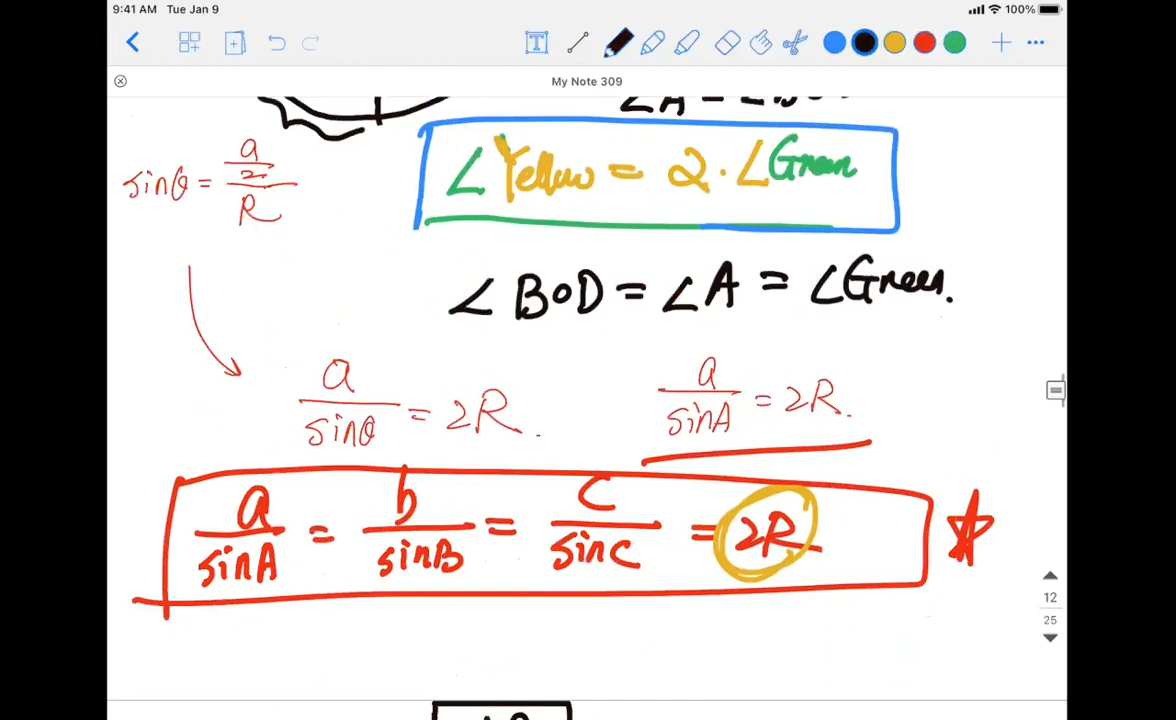 9:41 AM Tue Jan 9 100%
T
My Note 309
∠A = ∠BO
sinθ = (a/2)/R
∠Yellow = 2 · ∠Green
∠BOD = ∠A = ∠Green.
a/sinθ = 2R.
a/sinA = 2R.
a/sinA = b/sinB = c/sinC = 2R
12
25